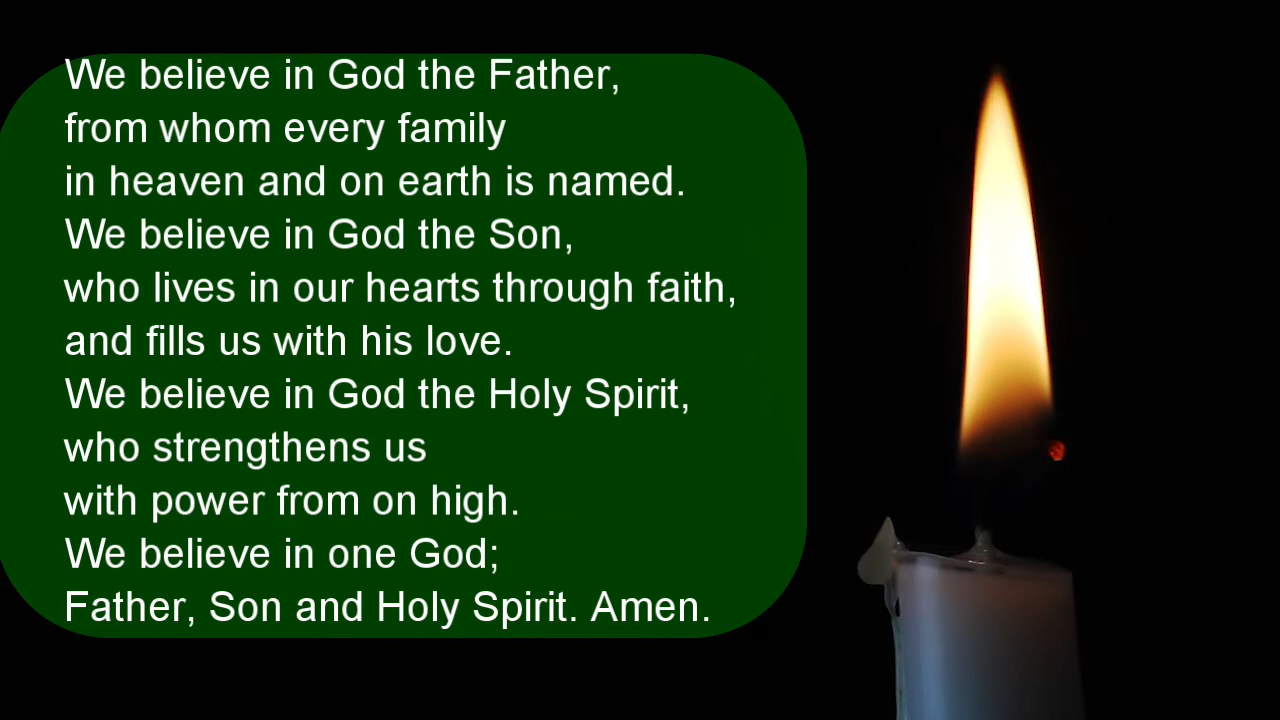 We believe in God the Father,
from whom every family
in heaven and on earth is named.
We believe in God the Son,
who lives in our hearts through faith,
and fills us with his love.
We believe in God the Holy Spirit,
who strengthens us
with power from on high.
We believe in one God;
Father, Son and Holy Spirit. Amen.